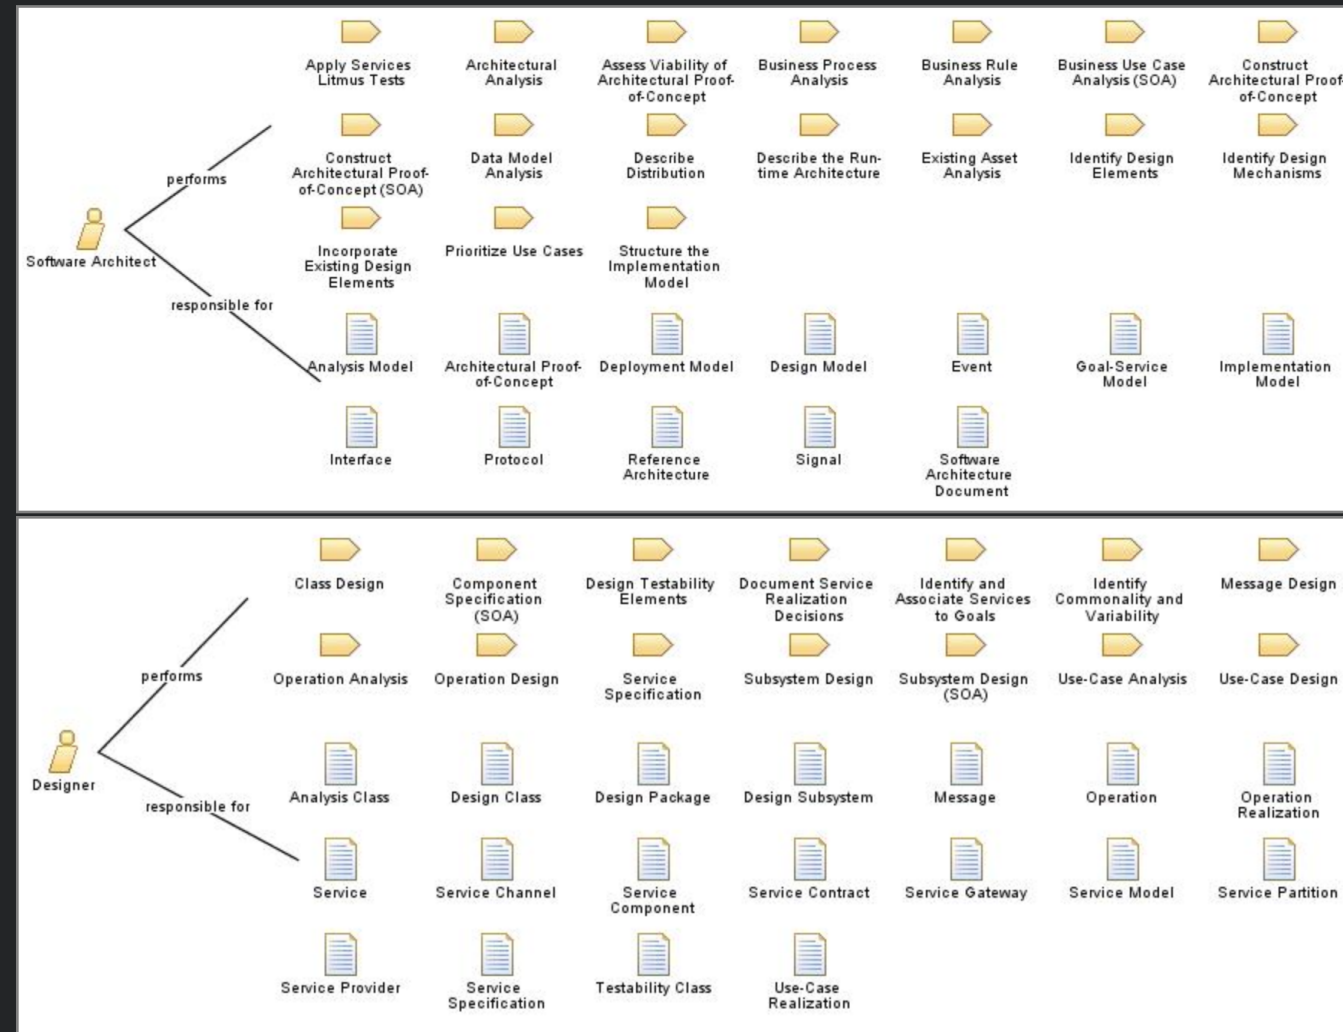 Apply Services
Litmus Tests
Architectural
Analysis
Assess Viability of
Architectural Proof-
of-Concept
Business Process
Analysis
Business Rule
Analysis
Business Use Case
Analysis (SOA)
Construct
Architectural Proof-
of-Concept
performs
Construct
Architectural Proof-
of-Concept (SOA)
Data Model
Analysis
Describe
Distribution
Describe the Run-
time Architecture
Existing Asset
Analysis
Identify Design
Elements
Identify Design
Mechanisms
Software Architect
Incorporate
Existing Design
Elements
Prioritize Use Cases
Structure the
Implementation
Model
responsible for
Analysis Model
Architectural Proof-
of-Concept
Deployment Model
Design Model
Event
Goal-Service
Model
Implementation
Model
Interface
Protocol
Reference
Architecture
Signal
Software
Architecture
Document
Class Design
Component
Specification
(SOA)
Design Testability
Elements
Document Service
Realization
Decisions
Identify and
Associate Services
to Goals
Identify
Commonality and
Variability
Message Design
performs
Operation Analysis
Operation Design
Service
Specification
Subsystem Design
Subsystem Design
(SOA)
Use-Case Analysis
Use-Case Design
Designer
responsible for
Analysis Class
Design Class
Design Package
Design Subsystem
Message
Operation
Operation
Realization
Service
Service Channel
Service
Component
Service Contract
Service Gateway
Service Model
Service Partition
Service Provider
Service
Specification
Testability Class
Use-Case
Realization